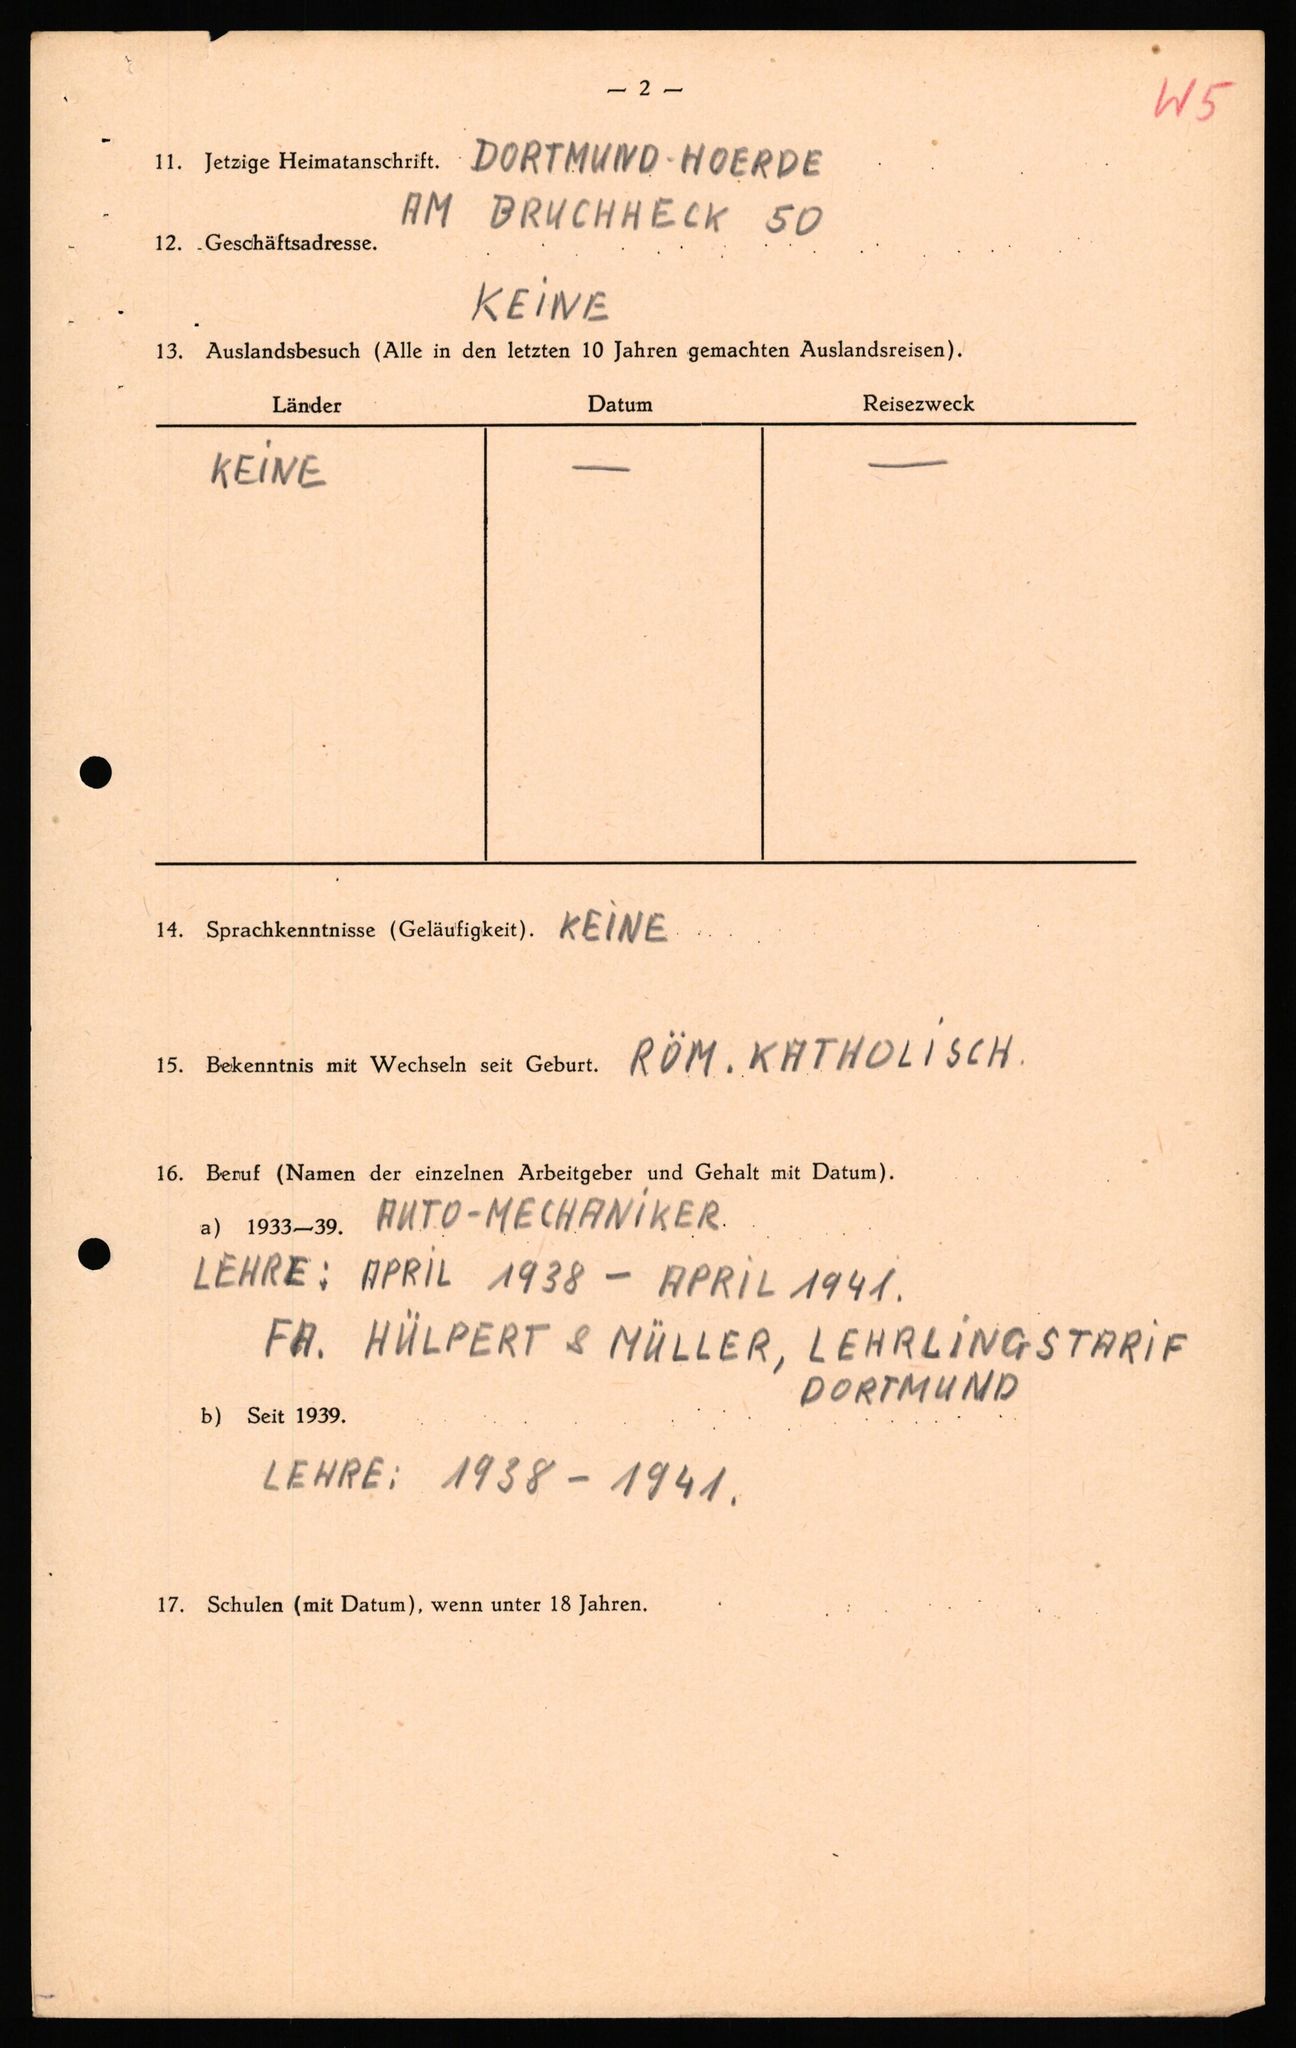 — 2 —
W5
11. Jetzige Heimatanschrift. DORTMUND-HOERDE
AM BRUCHHECK 50
12. Geschäftsadresse.
KEINE
13. Auslandsbesuch (Alle in den letzten 10 Jahren gemachten Auslandsreisen).
Länder Datum Reisezweck
KEINE — —
14. Sprachkenntnisse (Geläufigkeit). KEINE
15. Bekenntnis mit Wechseln seit Geburt. RÖM. KATHOLISCH.
16. Beruf (Namen der einzelnen Arbeitgeber und Gehalt mit Datum).
a) 1933—39. AUTO-MECHANIKER
LEHRE: APRIL 1938 – APRIL 1941.
FA. HÜLPERT & MÜLLER, LEHRLINGSTARIF
DORTMUND
b) Seit 1939.
LEHRE: 1938 – 1941.
17. Schulen (mit Datum), wenn unter 18 Jahren.